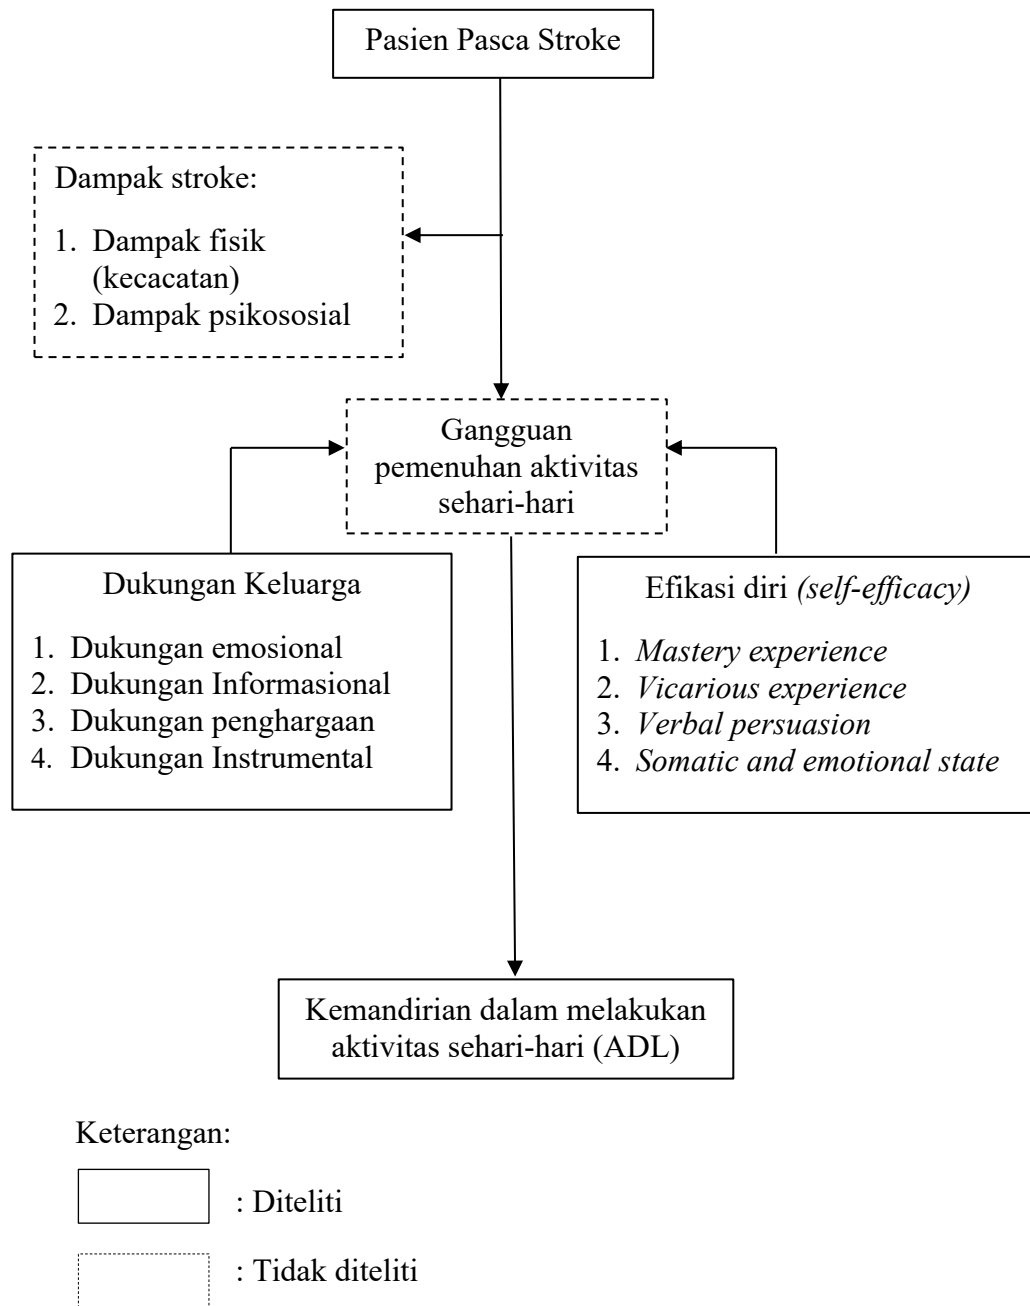 Pasien Pasca Stroke
Dampak stroke:
1. Dampak fisik
(kecacatan)
2. Dampak psikososial
Gangguan
pemenuhan aktivitas
sehari-hari
Dukungan Keluarga
1. Dukungan emosional
2. Dukungan Informasional
3. Dukungan penghargaan
4. Dukungan Instrumental
Efikasi diri (self-efficacy)
1. Mastery experience
2. Vicarious experience
3. Verbal persuasion
4. Somatic and emotional state
Kemandirian dalam melakukan
aktivitas sehari-hari (ADL)
Keterangan:
: Diteliti
: Tidak diteliti